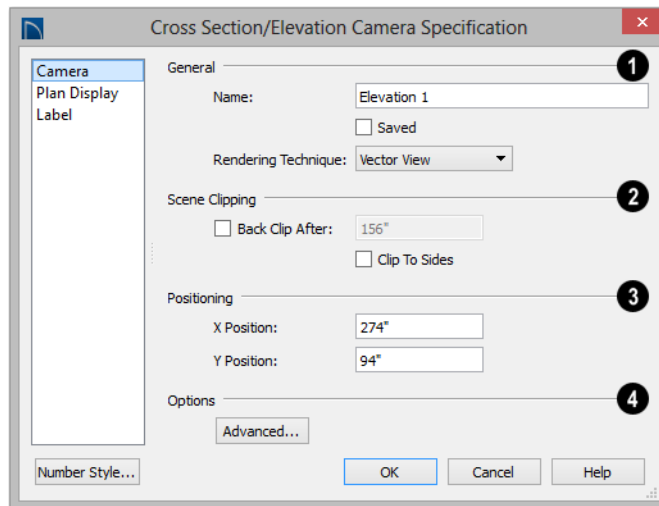 Cross Section/Elevation Camera Specification
Camera
Plan Display
Label
General 1
Name: Elevation 1
Saved
Rendering Technique: Vector View
Scene Clipping 2
Back Clip After: 156"
Clip To Sides
Positioning 3
X Position: 274"
Y Position: 94"
Options 4
Advanced...
Number Style... OK Cancel Help